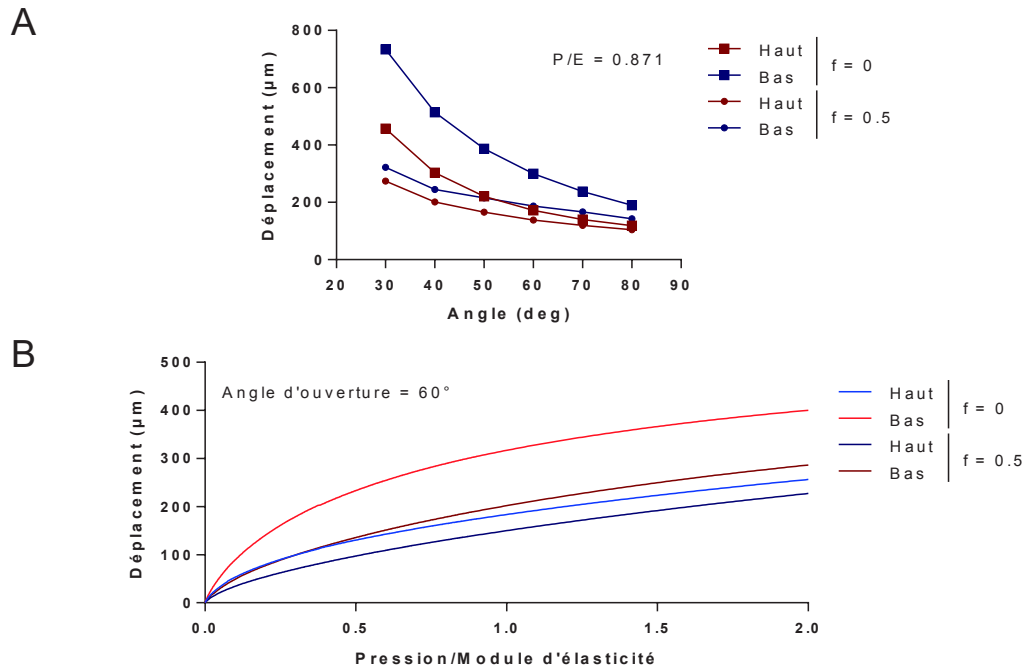 A
800
600
400
200
0
Déplacement (µm)
P/E = 0.871
20 30 40 50 60 70 80 90
Angle (deg)
Haut
Bas
f = 0
Haut
Bas
f = 0.5
B
500
400
300
200
100
0
Déplacement (µm)
Angle d'ouverture = 60°
0.0 0.5 1.0 1.5 2.0
Pression/Module d'élasticité
Haut
Bas
f = 0
Haut
Bas
f = 0.5